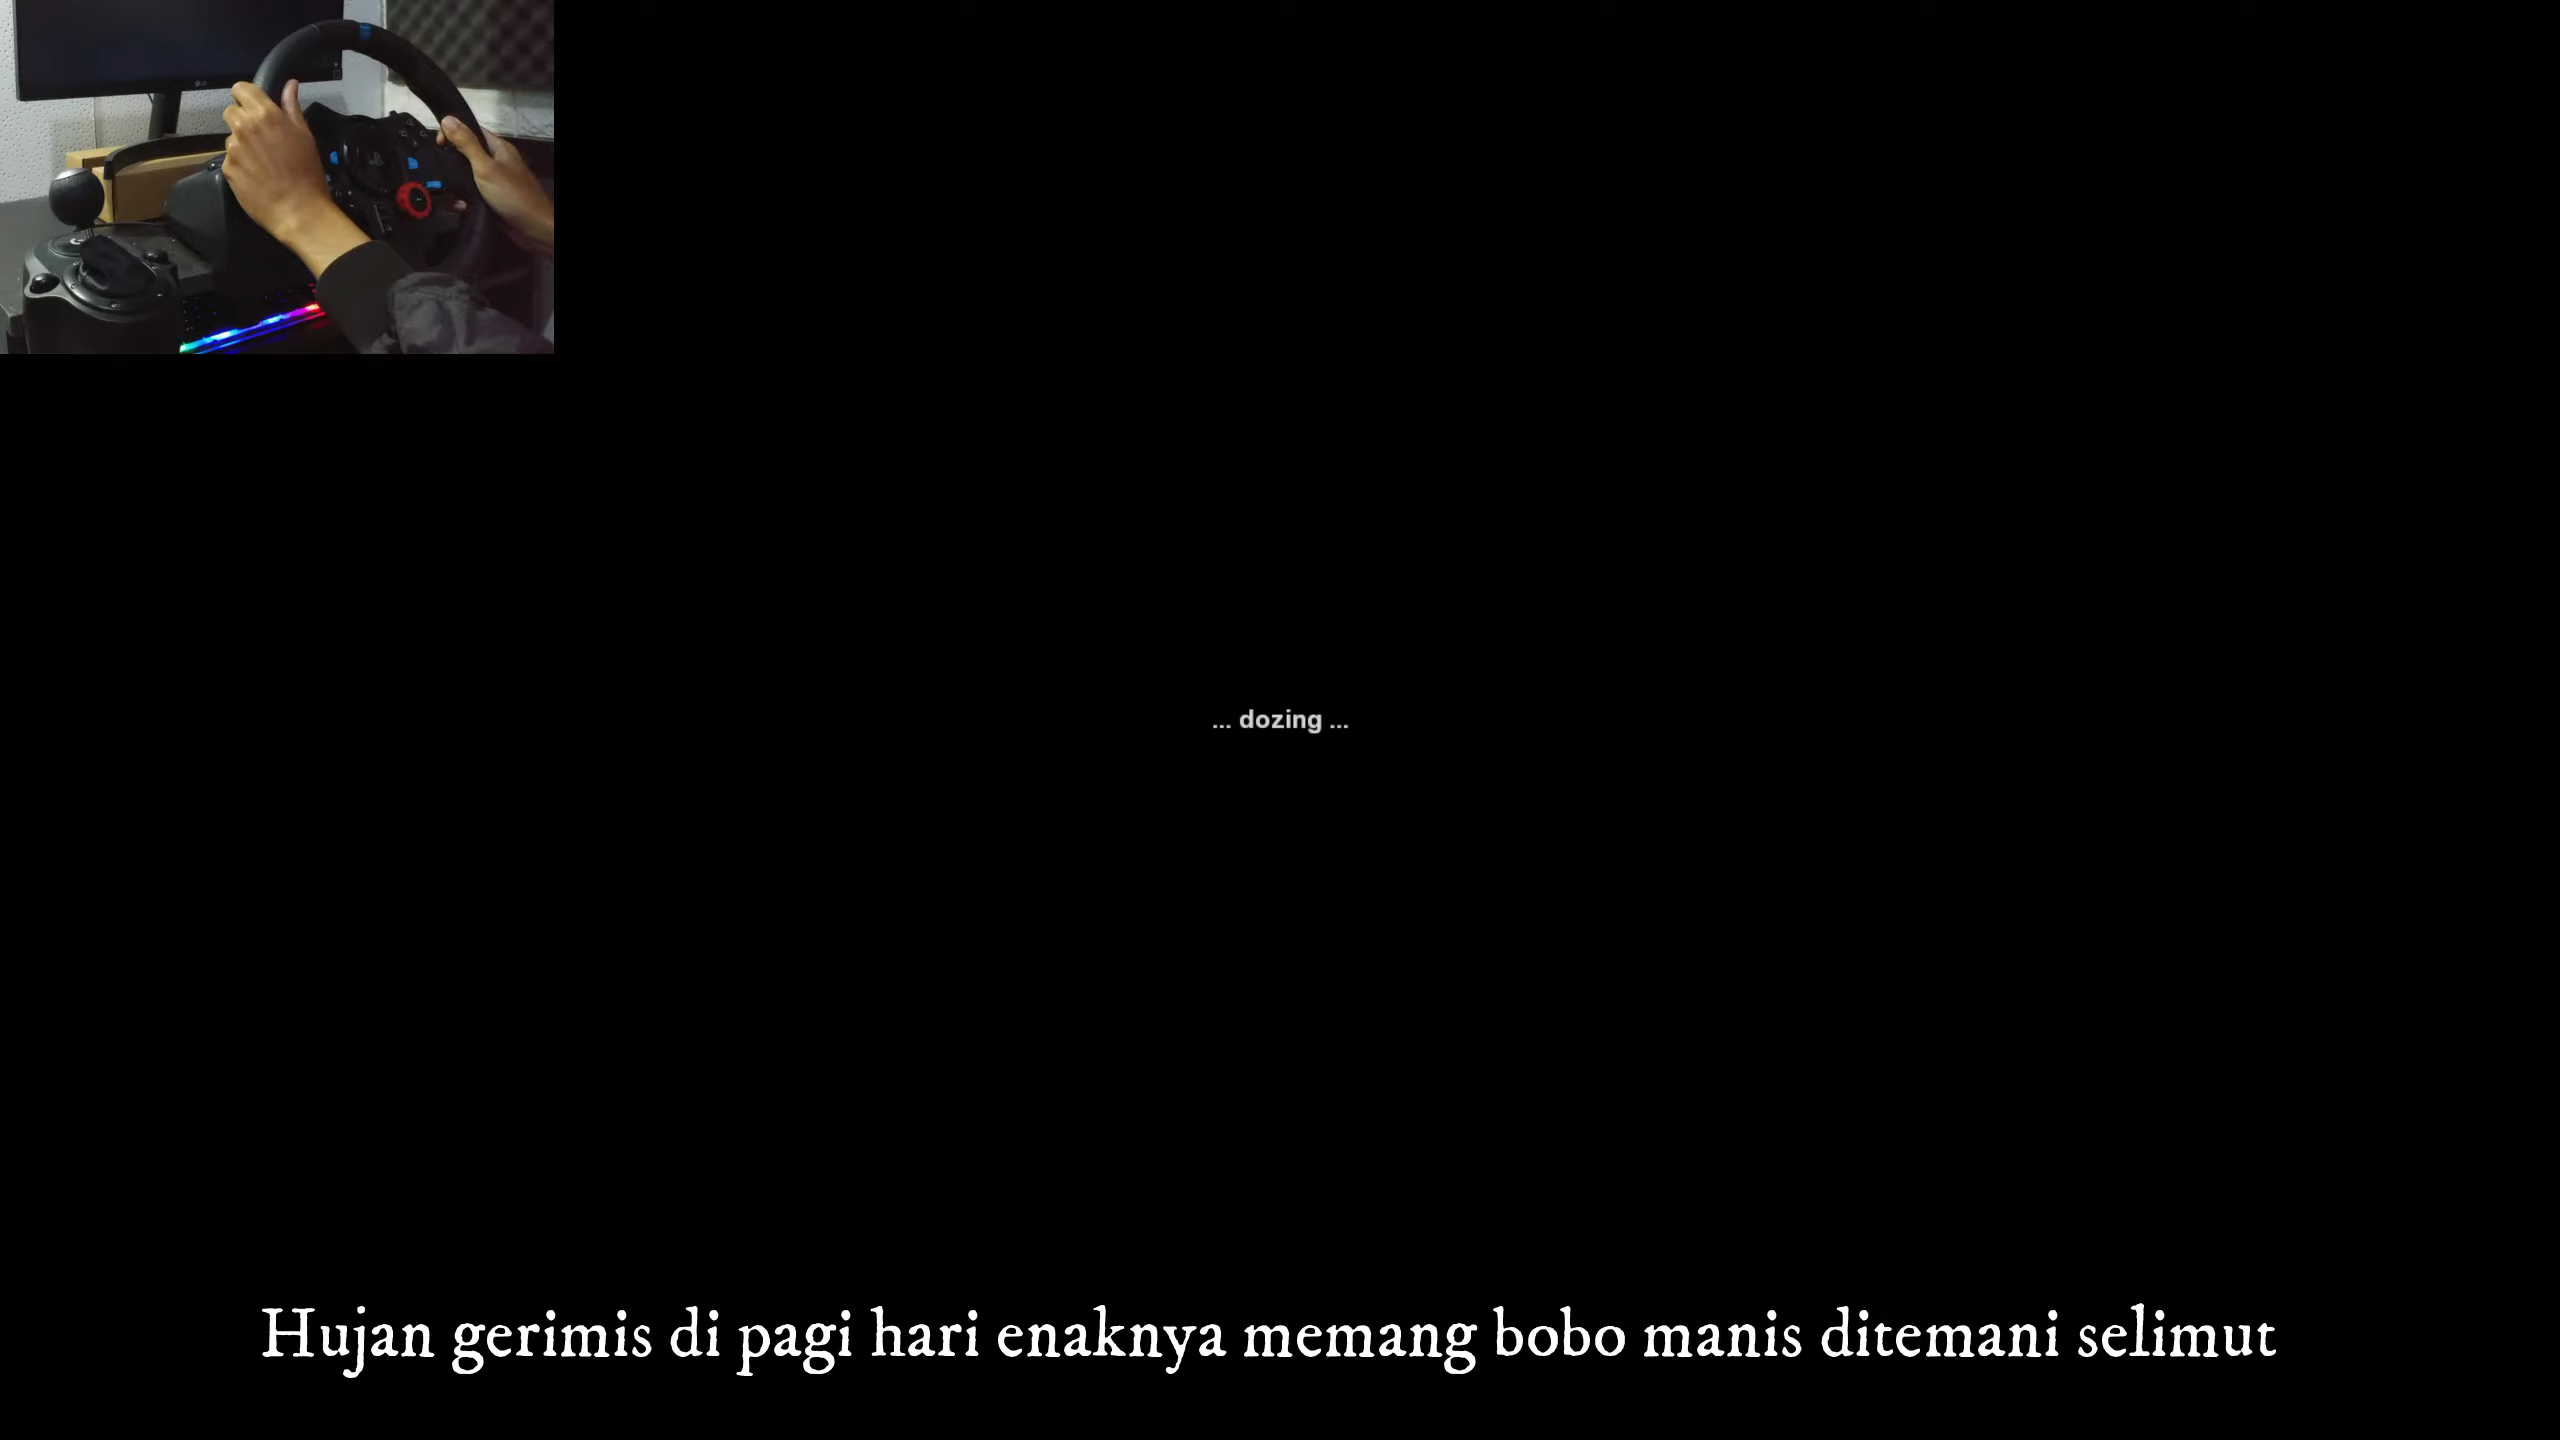 ... dozing ...
Hujan gerimis di pagi hari enaknya memang bobo manis ditemani selimut